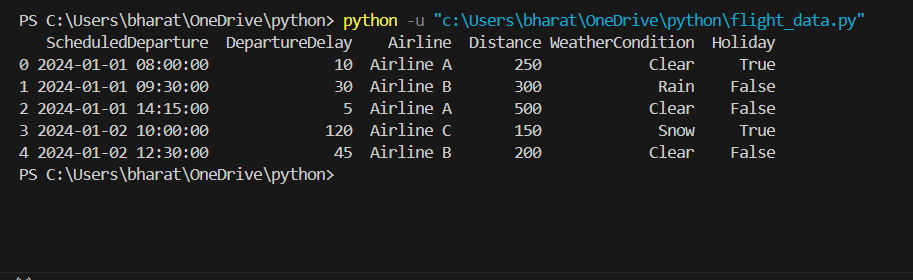 PS C:\Users\bharat\OneDrive\python> python -u "c:\Users\bharat\OneDrive\python\flight_data.py"
ScheduledDeparture DepartureDelay Airline Distance WeatherCondition Holiday
0 2024-01-01 08:00:00 10 Airline A 250 Clear True
1 2024-01-01 09:30:00 30 Airline B 300 Rain False
2 2024-01-01 14:15:00 5 Airline A 500 Clear False
3 2024-01-02 10:00:00 120 Airline C 150 Snow True
4 2024-01-02 12:30:00 45 Airline B 200 Clear False
PS C:\Users\bharat\OneDrive\python>